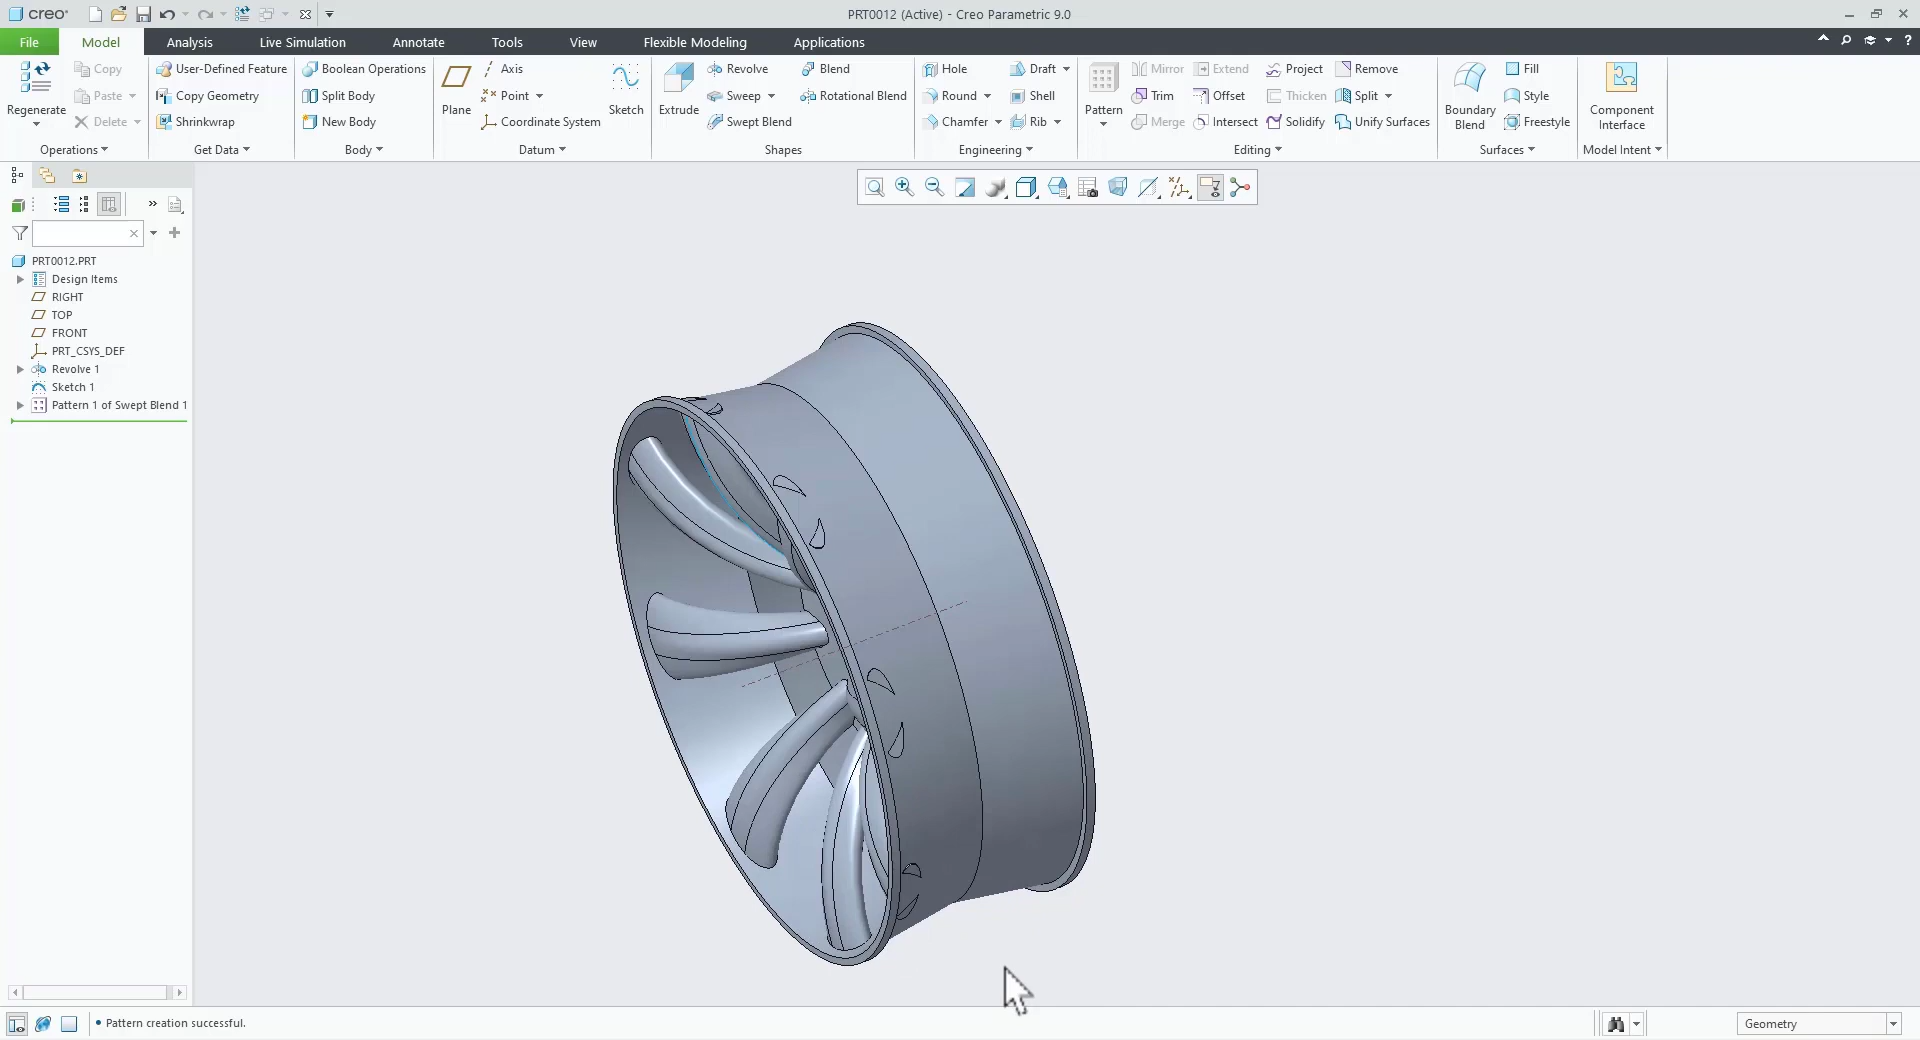 creo
PRT0012 (Active) - Creo Parametric 9.0
File Model Analysis Live Simulation Annotate Tools View Flexible Modeling Applications
Regenerate Copy Paste Delete
Operations
User-Defined Feature
Copy Geometry
Shrinkwrap
Get Data
Boolean Operations
Split Body
New Body
Body
Plane Axis Point Coordinate System Sketch
Datum
Extrude Revolve Sweep Swept Blend Blend Rotational Blend
Shapes
Hole Draft
Round Shell
Chamfer Rib
Engineering
Pattern
Mirror Extend Project Remove
Trim Offset Thicken Split
Merge Intersect Solidify Unify Surfaces
Editing
Boundary Blend
Fill
Style
Freestyle
Surfaces
Component Interface
Model Intent
PRT0012.PRT
Design Items
RIGHT
TOP
FRONT
PRT_CSYS_DEF
Revolve 1
Sketch 1
Pattern 1 of Swept Blend 1
• Pattern creation successful.
Geometry